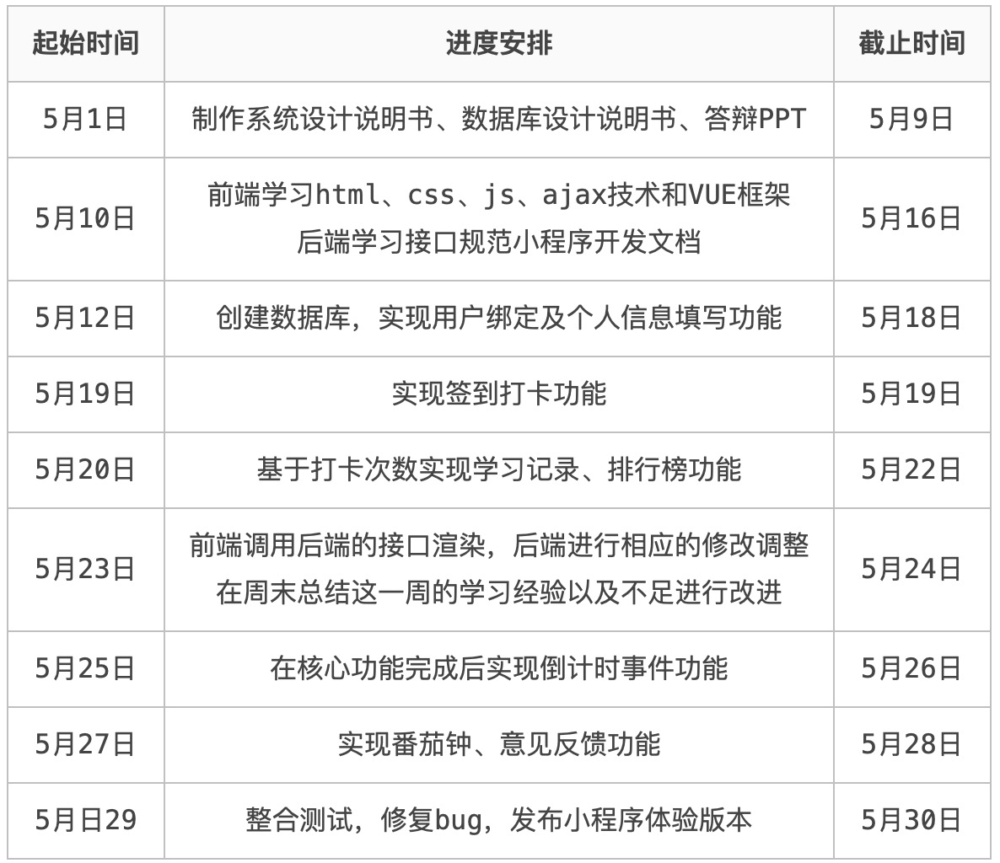 起始时间 进度安排 截止时间
5月1日 制作系统设计说明书、数据库设计说明书、答辩PPT 5月9日
5月10日 前端学习html、css、js、ajax技术和VUE框架 5月16日
后端学习接口规范小程序开发文档
5月12日 创建数据库，实现用户绑定及个人信息填写功能 5月18日
5月19日 实现签到打卡功能 5月19日
5月20日 基于打卡次数实现学习记录、排行榜功能 5月22日
5月23日 前端调用后端的接口渲染，后端进行相应的修改调整 5月24日
在周末总结这一周的学习经验以及不足进行改进
5月25日 在核心功能完成后实现倒计时事件功能 5月26日
5月27日 实现番茄钟、意见反馈功能 5月28日
5月日29 整合测试，修复bug，发布小程序体验版本 5月30日